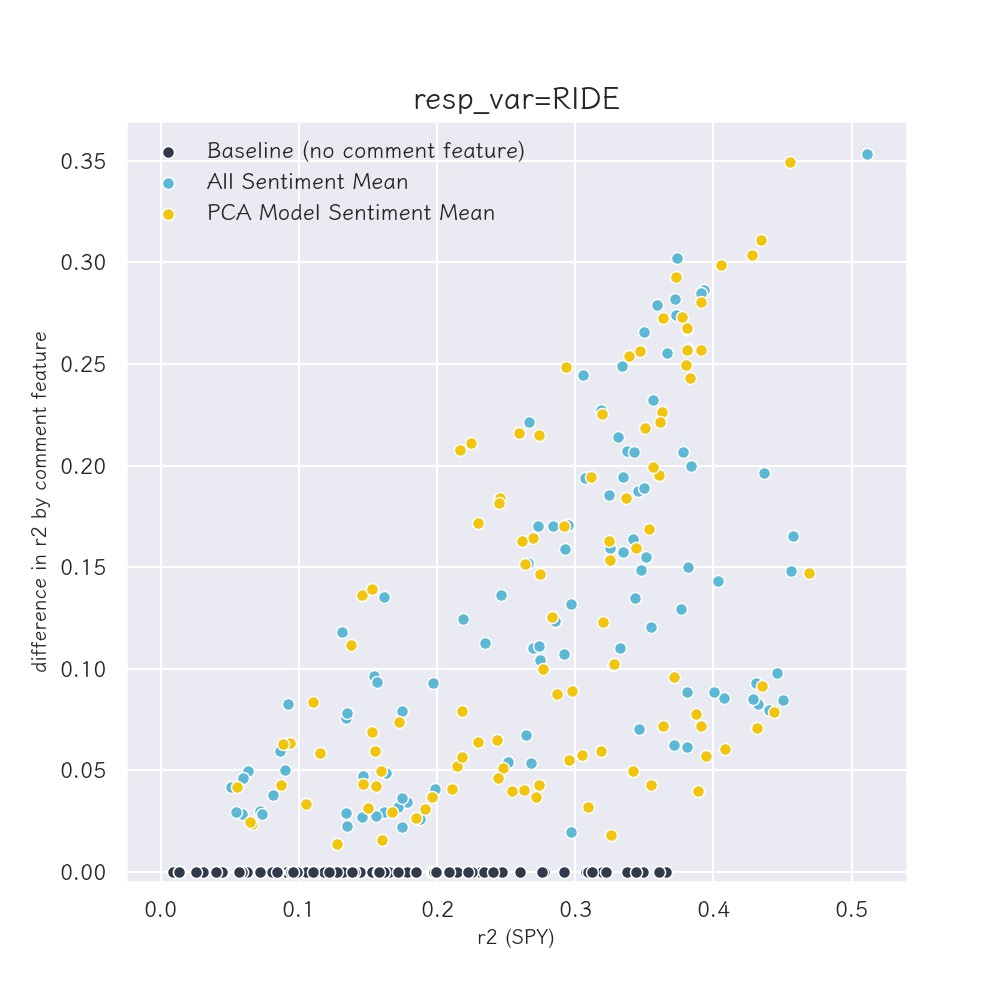 resp_var=RIDE
Baseline (no comment feature)
All Sentiment Mean
PCA Model Sentiment Mean
difference in r2 by comment feature
0.35
0.30
0.25
0.20
0.15
0.10
0.05
0.00
0.0 0.1 0.2 0.3 0.4 0.5
r2 (SPY)